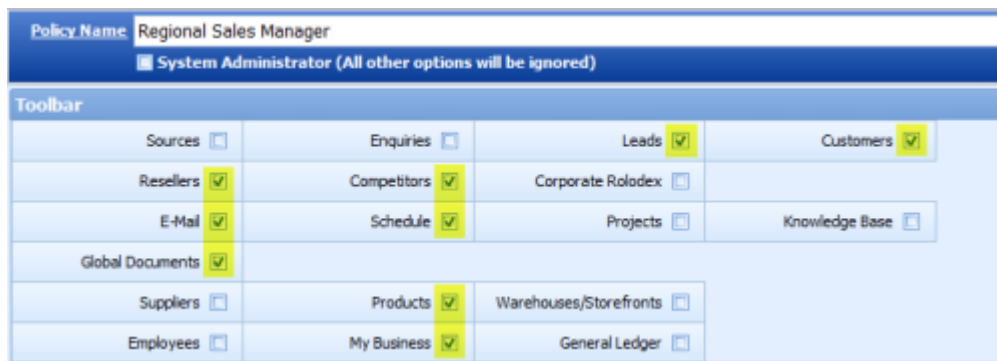 Policy Name Regional Sales Manager
System Administrator (All other options will be ignored)
Toolbar
Sources Enquiries Leads Customers
Resellers Competitors Corporate Rolodex
E-Mail Schedule Projects Knowledge Base
Global Documents
Suppliers Products Warehouses/Storefronts
Employees My Business General Ledger